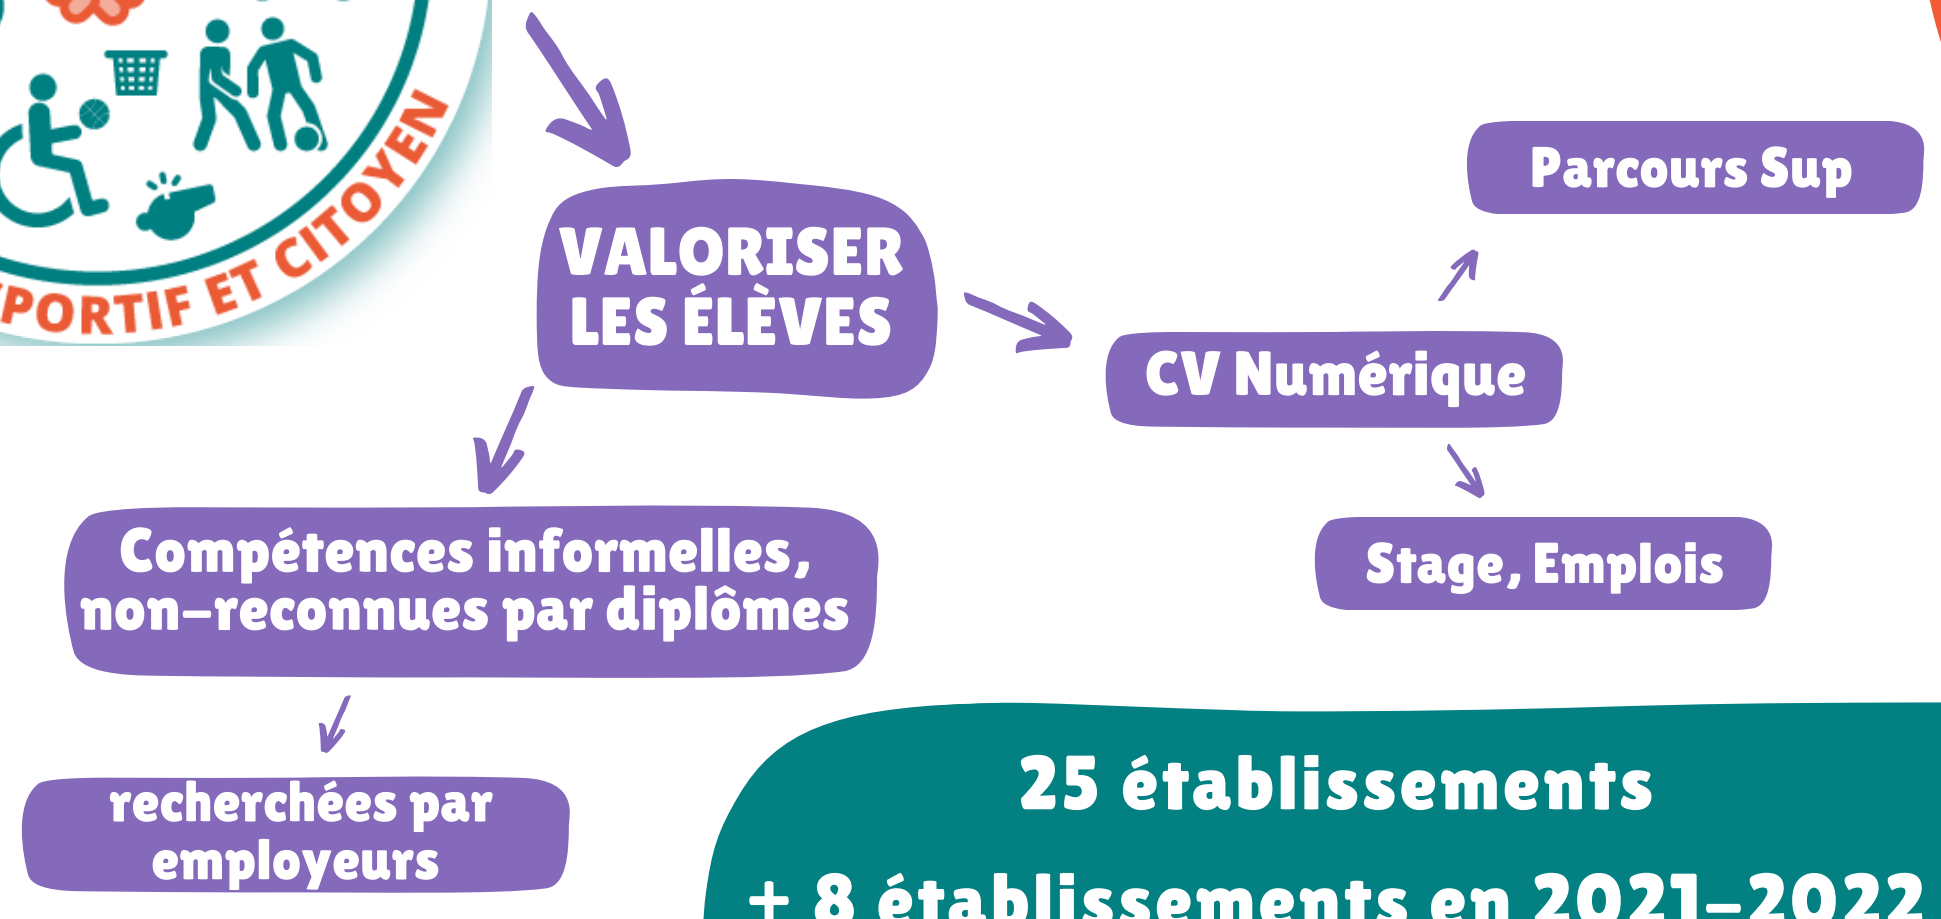 SPORTIF ET CITOYEN
VALORISER
LES ÉLÈVES
Parcours Sup
CV Numérique
Stage, Emplois
Compétences informelles,
non-reconnues par diplômes
recherchées par
employeurs
25 établissements
+ 8 établissements en 2021-2022